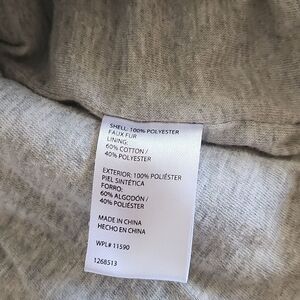 SHELL: 100% POLYESTER
FAUX FUR
LINING:
60% COTTON /
40% POLYESTER
EXTERIOR: 100% POLIÉSTER
PIEL SINTÉTICA
FORRO:
60% ALGODÓN /
40% POLIÉSTER
MADE IN CHINA
HECHO EN CHINA
WPL# 11590
1268513